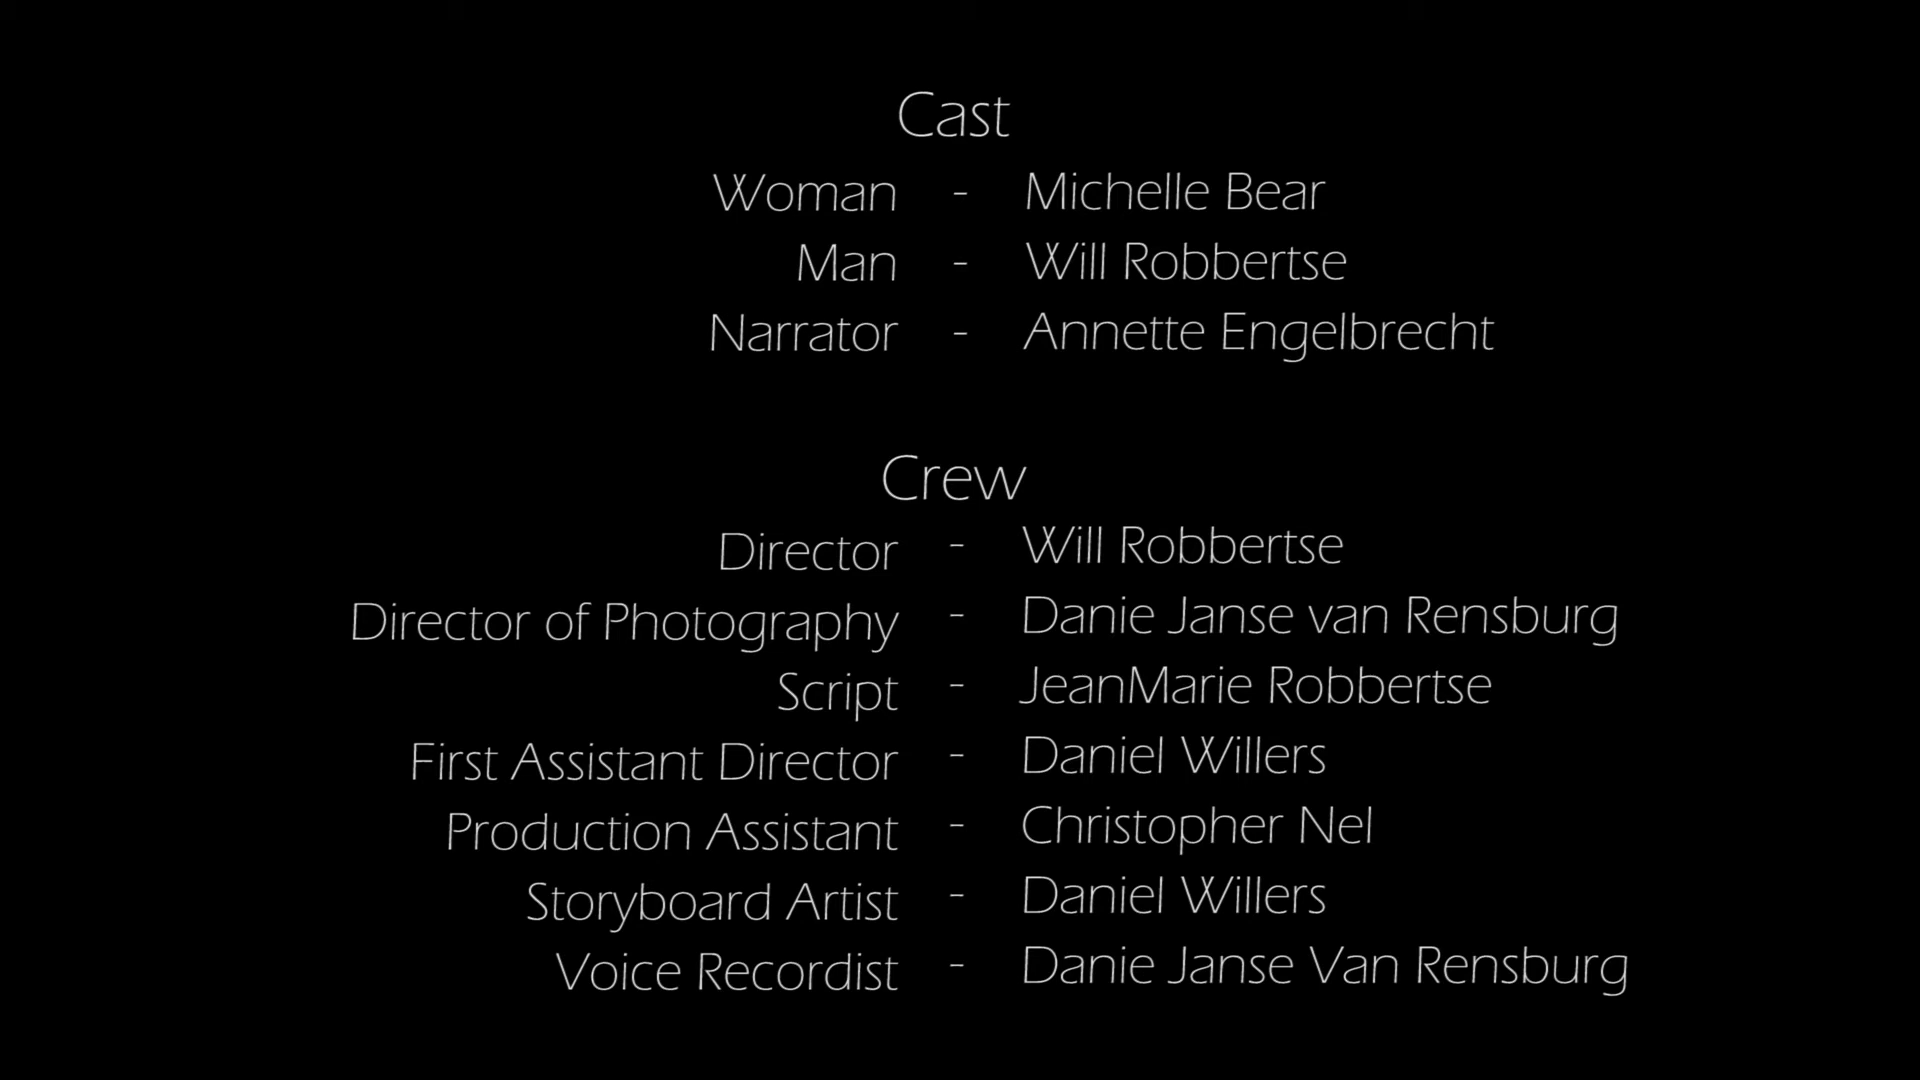 Cast
Woman - Michelle Bear
Man - Will Robbertse
Narrator - Annette Engelbrecht
Crew
Director - Will Robbertse
Director of Photography - Danie Janse van Rensburg
Script - JeanMarie Robbertse
First Assistant Director - Daniel Willers
Production Assistant - Christopher Nel
Storyboard Artist - Daniel Willers
Voice Recordist - Danie Janse Van Rensburg